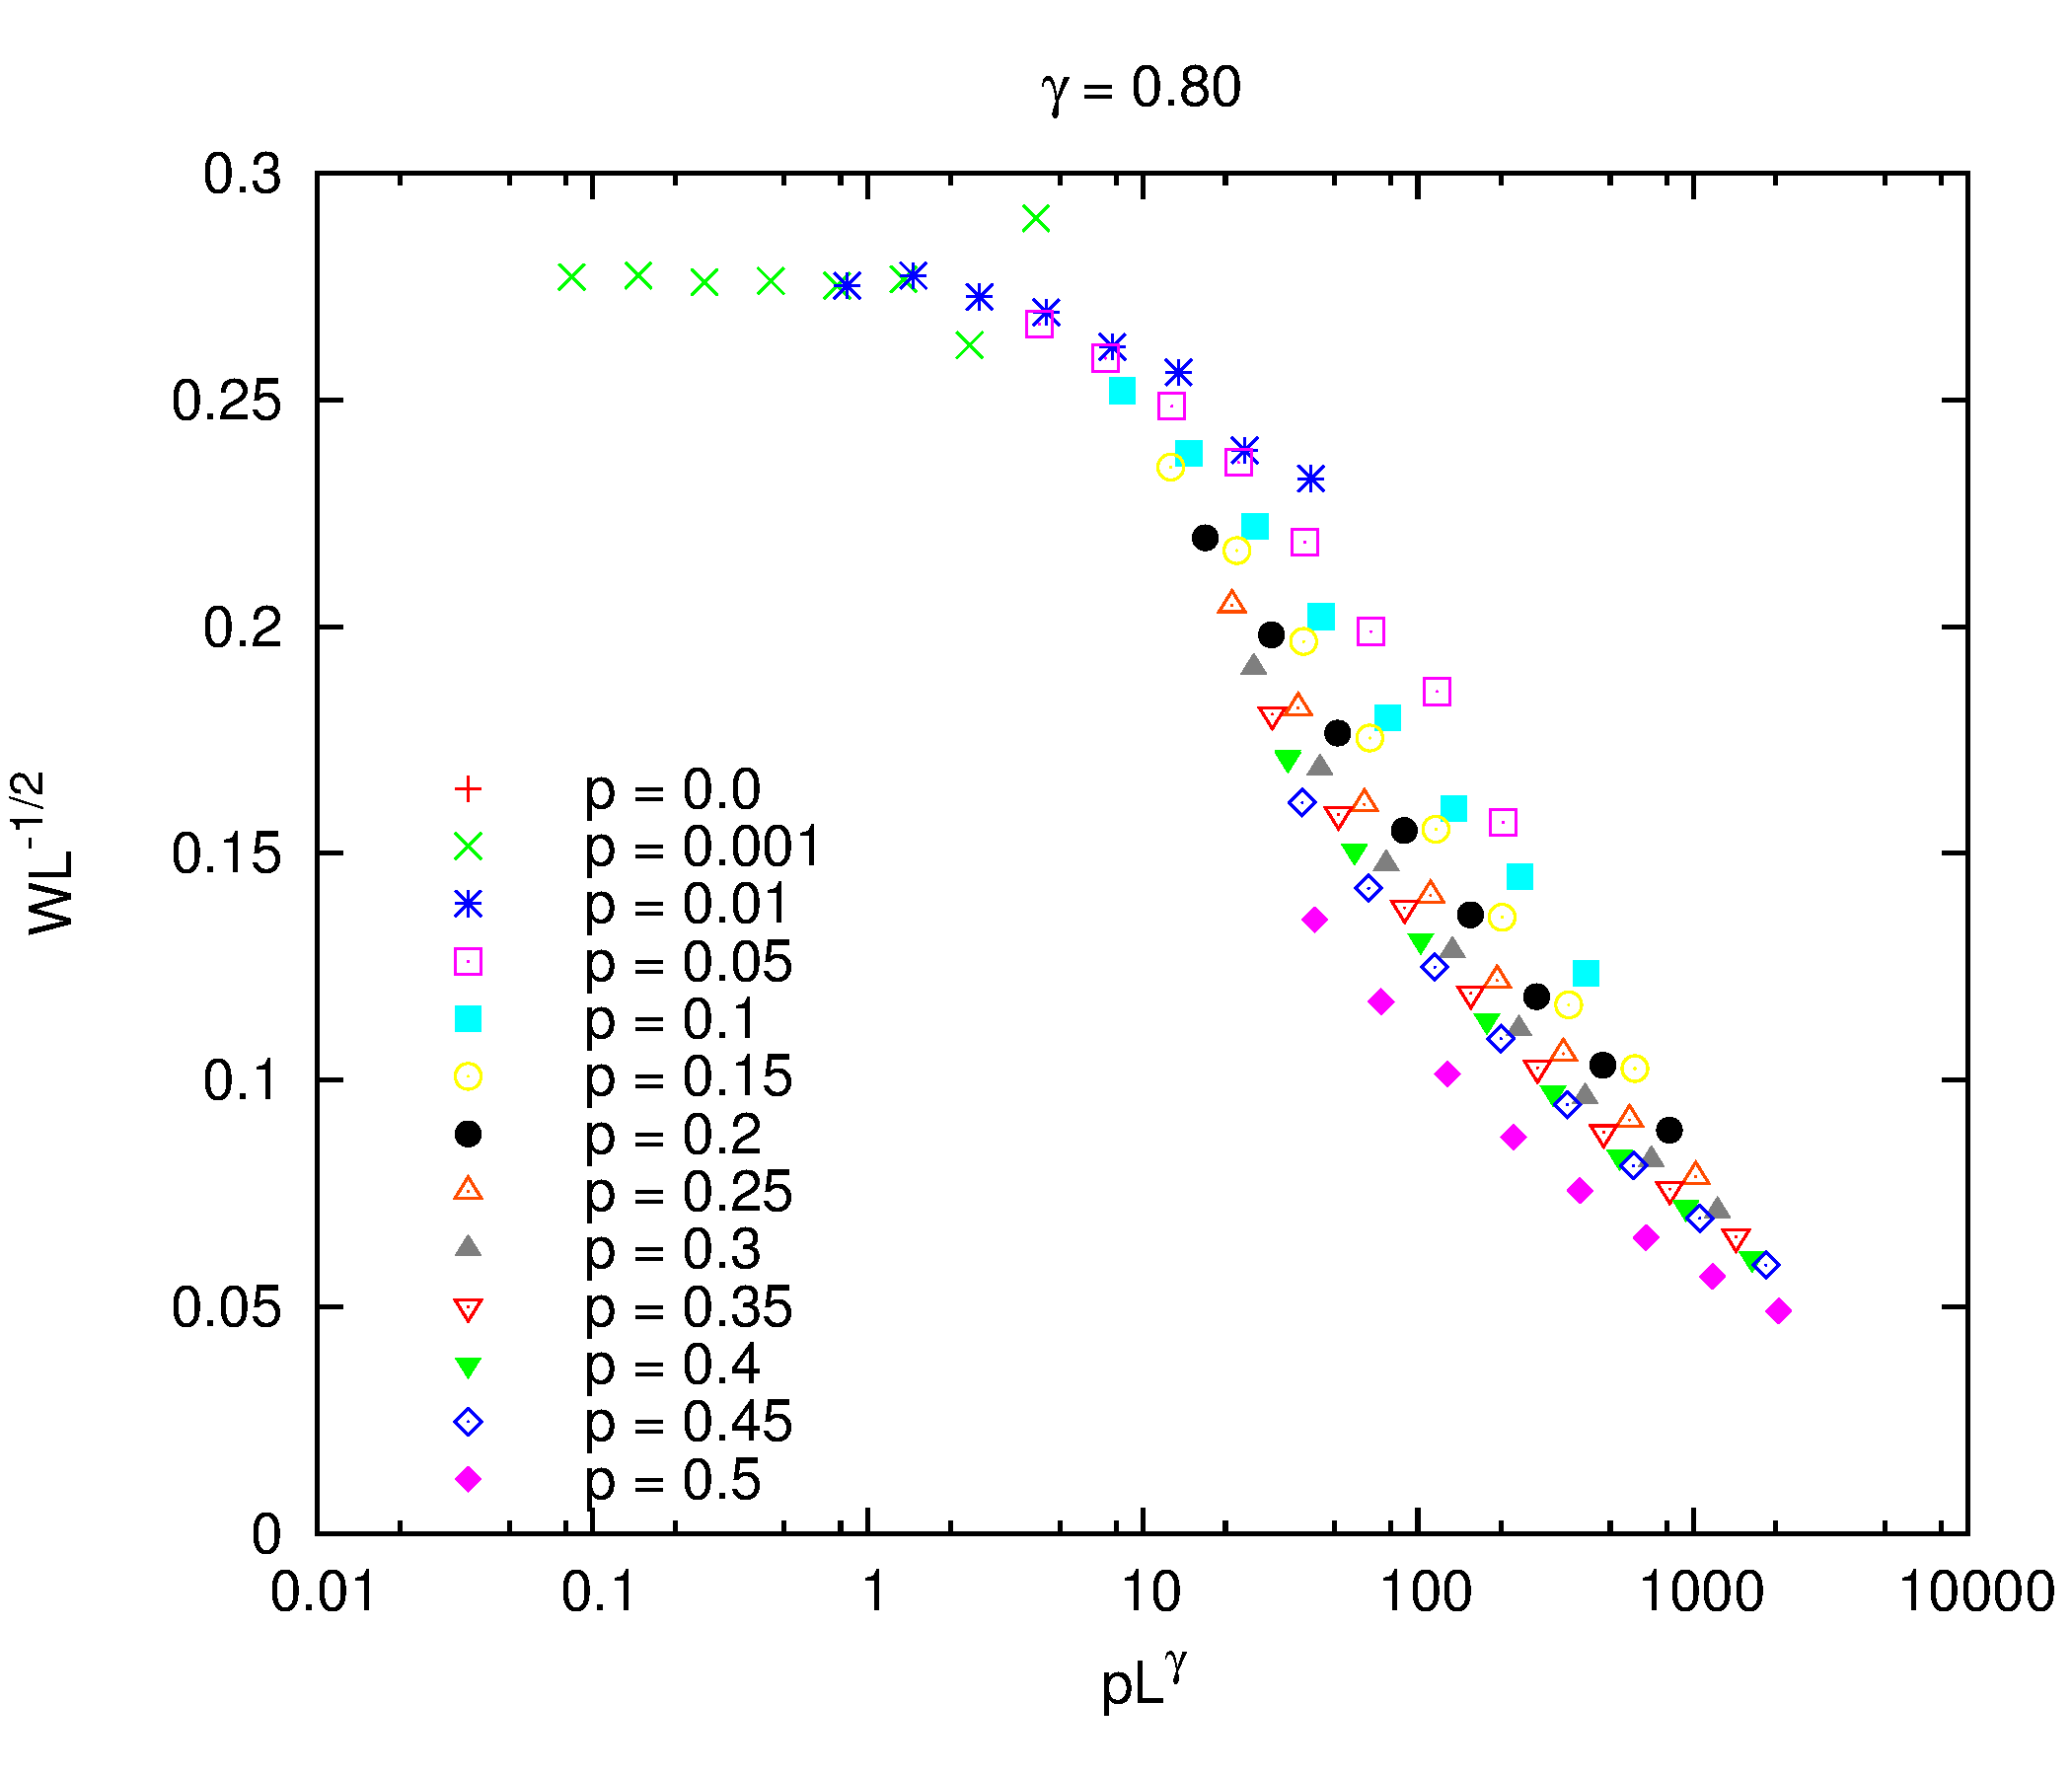 γ = 0.80
0.3
0.25
0.2
0.15
0.1
0.05
0
WL-1/2
p = 0.0
p = 0.001
p = 0.01
p = 0.05
p = 0.1
p = 0.15
p = 0.2
p = 0.25
p = 0.3
p = 0.35
p = 0.4
p = 0.45
p = 0.5
0.01 0.1 1 10 100 1000 10000
pLγ